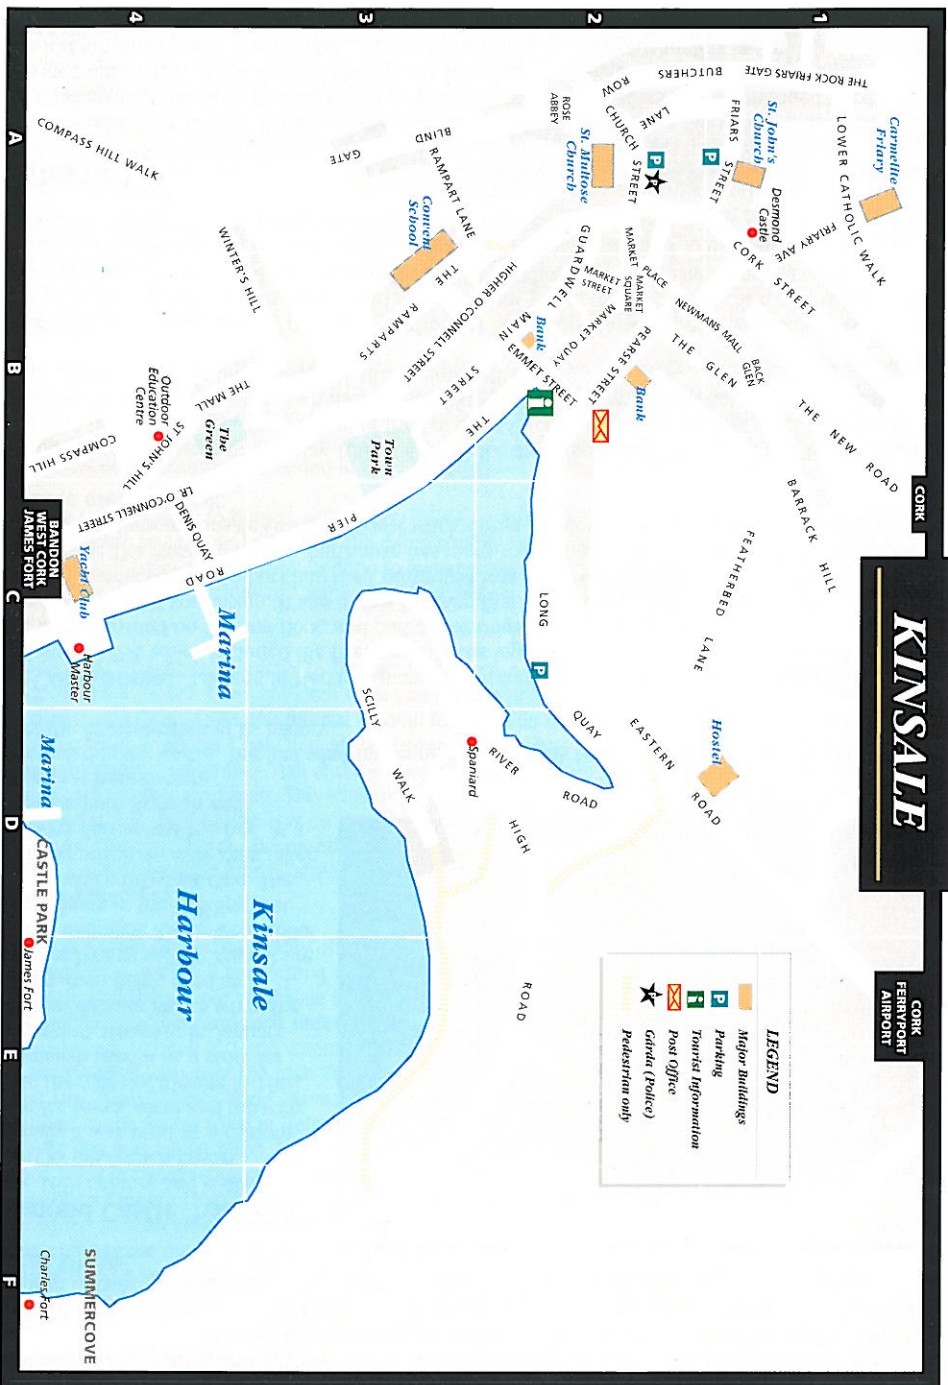 KINSALE
CORK
CORK
FERRYPORT
AIRPORT
BANDON
WEST CORK
JAMES FORT
1
2
3
4
A
B
C
D
E
F
THE ROCK
FRIARS GATE
BUTCHERS
ROW
LOWER CATHOLIC WALK
Carmelite
Friary
FRIARY AVE
St. John's
Church
FRIARS
STREET
Desmond
Castle
CORK STREET
LANE
CHURCH STREET
P
P
ROSE
ABBEY
St. Multose
Church
GUARDWELL
MARKET
PLACE
MARKET
SQUARE
MARKET
STREET
MARKET QUAY
NEWMANS MALL
THE GLEN
BACK
GLEN
PEARSE STREET
Bank
Bank
MAIN
STREET
EMMET STREET
THE NEW ROAD
BARRACK HILL
FEATHERBED LANE
BLIND
GATE
RAMPART LANE
Convent
School
THE
RAMPARTS
HIGHER O'CONNELL STREET
COMPASS HILL WALK
WINTER'S HILL
THE MALL
The
Green
Town
Park
Outdoor
Education
Centre
ST JOHN'S HILL
COMPASS HILL
LR O'CONNELL STREET
DENIS QUAY
THE
PIER
ROAD
Yacht Club
Harbour
Master
Marina
Marina
LONG
QUAY
P
EASTERN
ROAD
Hostel
SCILLY
WALK
Spaniard
RIVER
ROAD
HIGH
ROAD
CASTLE PARK
James Fort
Kinsale
Harbour
SUMMERCOVE
Charles Fort
LEGEND
Major Buildings
P
Parking
Tourist Information
Post Office
Gárda (Police)
Pedestrian only